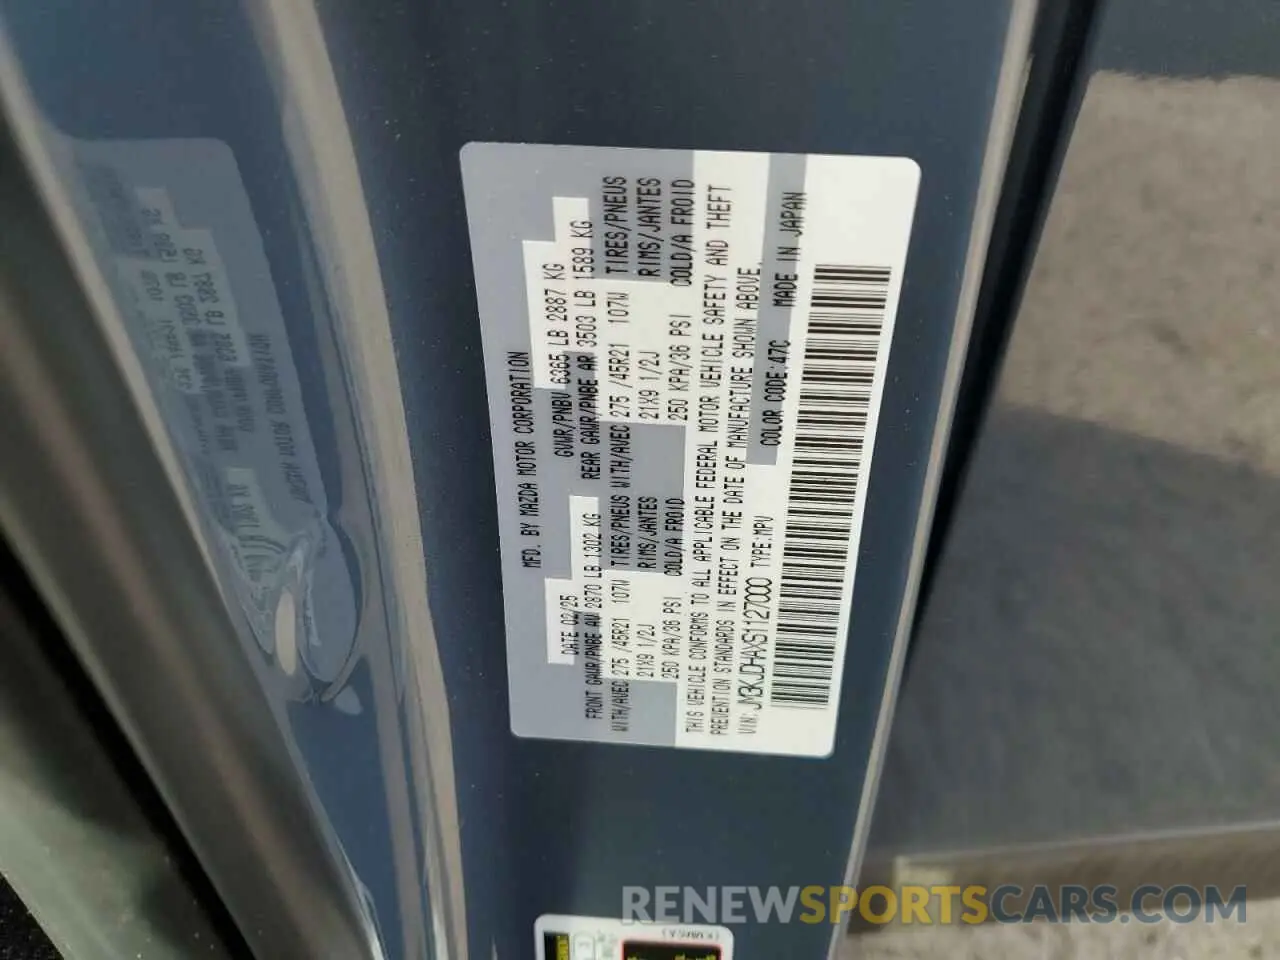 MFD. BY MAZDA MOTOR CORPORATION
DATE 02/25 GVWR/PNBV 6365 LB 2887 KG
FRONT GAWR/PNBE AV 2870 LB 1302 KG REAR GAWR/PNBE AR 3503 LB 1589 KG
WITH/AVEC 275 /45R21 107W TIRES/PNEUS WITH/AVEC 275 /45R21 107W TIRES/PNEUS
21X9 1/2J RIMS/JANTES 21X9 1/2J RIMS/JANTES
250 KPA/36 PSI COLD/A FROID 250 KPA/36 PSI COLD/A FROID
THIS VEHICLE CONFORMS TO ALL APPLICABLE FEDERAL MOTOR VEHICLE SAFETY AND THEFT
PREVENTION STANDARDS IN EFFECT ON THE DATE OF MANUFACTURE SHOWN ABOVE.
VIN: JM3KJDHAXS1127000 TYPE:MPV COLOR CODE:47C MADE IN JAPAN
RENEWSPORTSCARS.COM